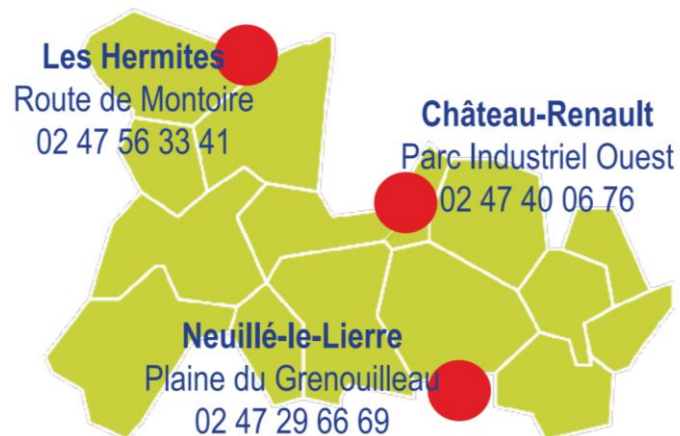 Les Hermites
Route de Montoire
02 47 56 33 41
Château-Renault
Parc Industriel Ouest
02 47 40 06 76
Neuillé-le-Lierre
Plaine du Grenouilleau
02 47 29 66 69